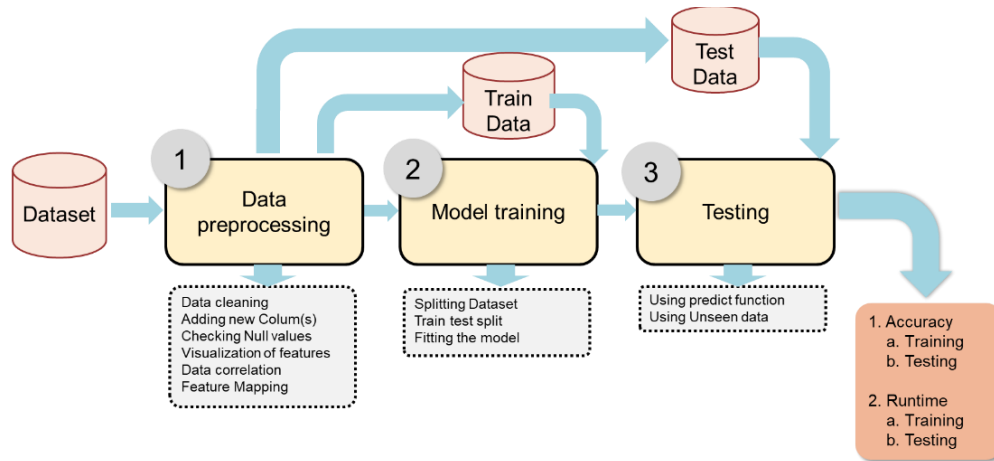 Dataset
1
Data
preprocessing
Data cleaning
Adding new Colum(s)
Checking Null values
Visualization of features
Data correlation
Feature Mapping
Train
Data
2
Model training
Splitting Dataset
Train test split
Fitting the model
Test
Data
3
Testing
Using predict function
Using Unseen data
1. Accuracy
a. Training
b. Testing
2. Runtime
a. Training
b. Testing